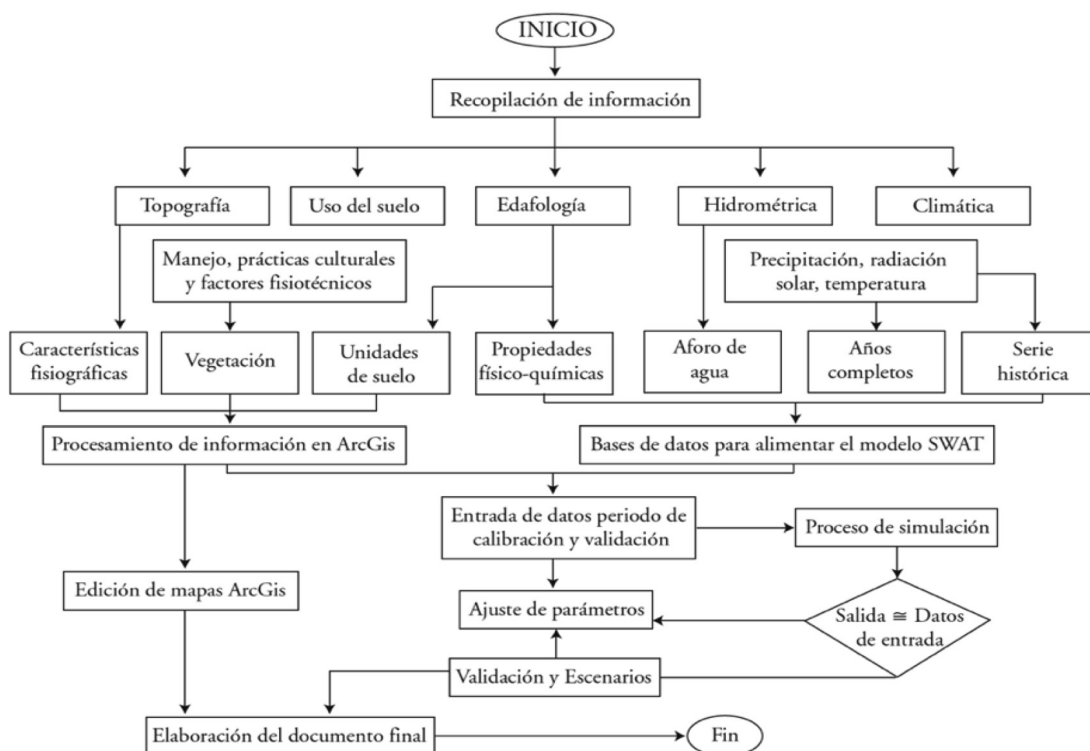 INICIO
Recopilación de información
Topografía
Uso del suelo
Edafología
Hidrométrica
Climática
Manejo, prácticas culturales
y factores fisiotécnicos
Precipitación, radiación
solar, temperatura
Características
fisiográficas
Vegetación
Unidades
de suelo
Propiedades
físico-químicas
Aforo de
agua
Años
completos
Serie
histórica
Procesamiento de información en ArcGis
Bases de datos para alimentar el modelo SWAT
Entrada de datos periodo de
calibración y validación
Proceso de simulación
Edición de mapas ArcGis
Ajuste de parámetros
Salida ≅ Datos
de entrada
Validación y Escenarios
Elaboración del documento final
Fin